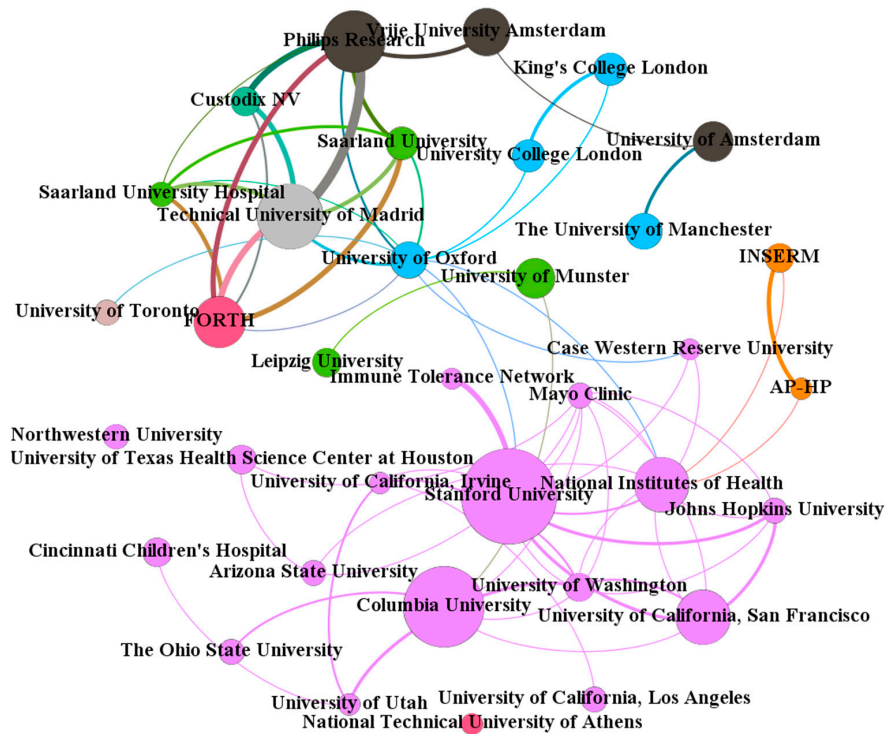 Vrije University Amsterdam
Philips Research
King's College London
Custodix NV
Saarland University
University of Amsterdam
University College London
Saarland University Hospital
Technical University of Madrid
The University of Manchester
University of Oxford
INSERM
University of Munster
University of Toronto
FORTH
Case Western Reserve University
Leipzig University
Immune Tolerance Network
AP-HP
Mayo Clinic
Northwestern University
University of Texas Health Science Center at Houston
University of California, Irvine
National Institutes of Health
Stanford University
Johns Hopkins University
Cincinnati Children's Hospital
Arizona State University
University of Washington
Columbia University
University of California, San Francisco
The Ohio State University
University of Utah
University of California, Los Angeles
National Technical University of Athens